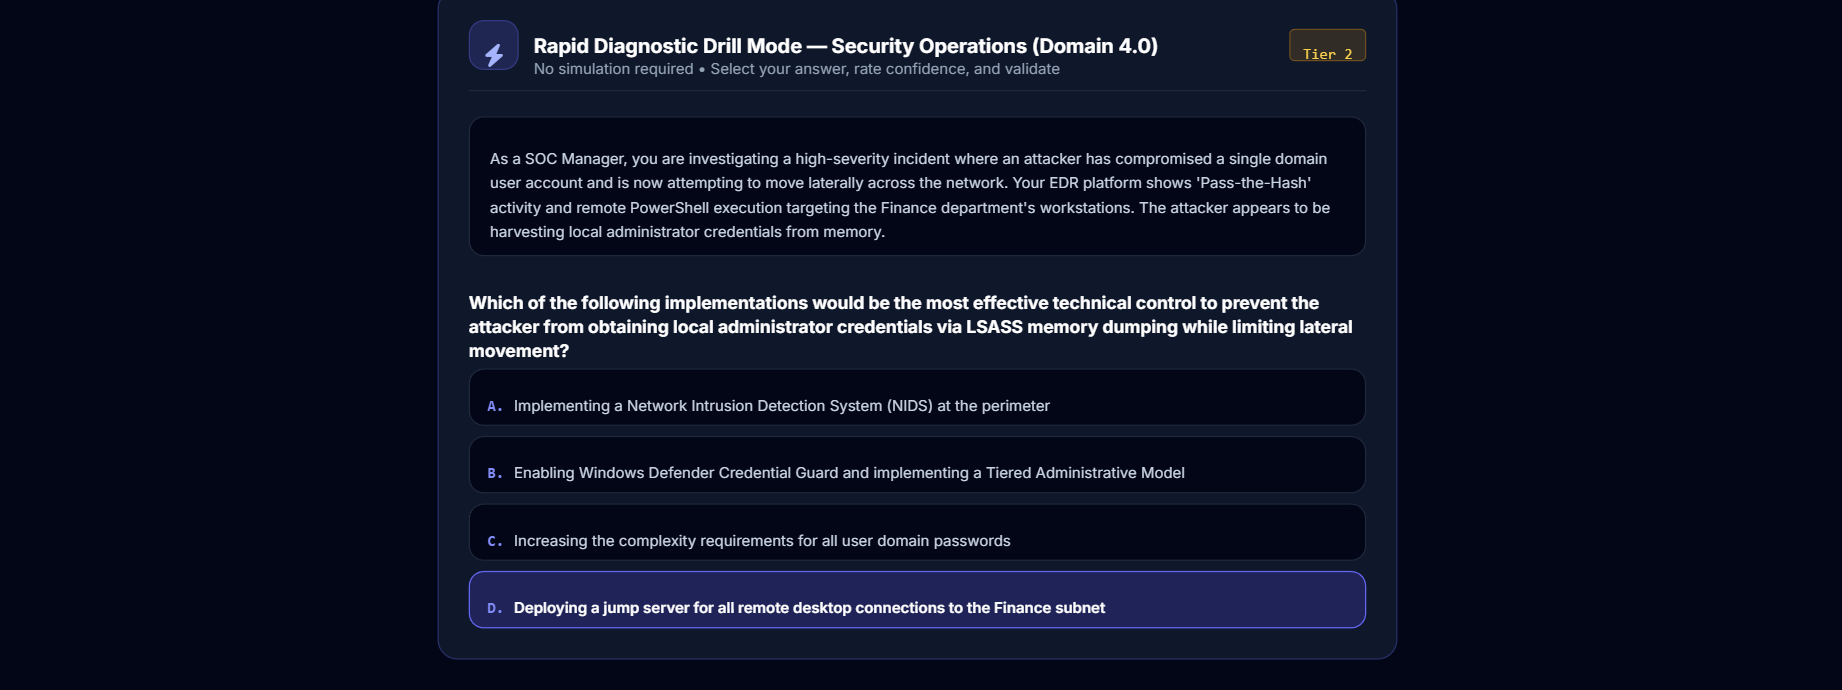 Rapid Diagnostic Drill Mode — Security Operations (Domain 4.0)
Tier 2
No simulation required • Select your answer, rate confidence, and validate
As a SOC Manager, you are investigating a high-severity incident where an attacker has compromised a single domain
user account and is now attempting to move laterally across the network. Your EDR platform shows 'Pass-the-Hash'
activity and remote PowerShell execution targeting the Finance department's workstations. The attacker appears to be
harvesting local administrator credentials from memory.
Which of the following implementations would be the most effective technical control to prevent the
attacker from obtaining local administrator credentials via LSASS memory dumping while limiting lateral
movement?
A. Implementing a Network Intrusion Detection System (NIDS) at the perimeter
B. Enabling Windows Defender Credential Guard and implementing a Tiered Administrative Model
C. Increasing the complexity requirements for all user domain passwords
D. Deploying a jump server for all remote desktop connections to the Finance subnet